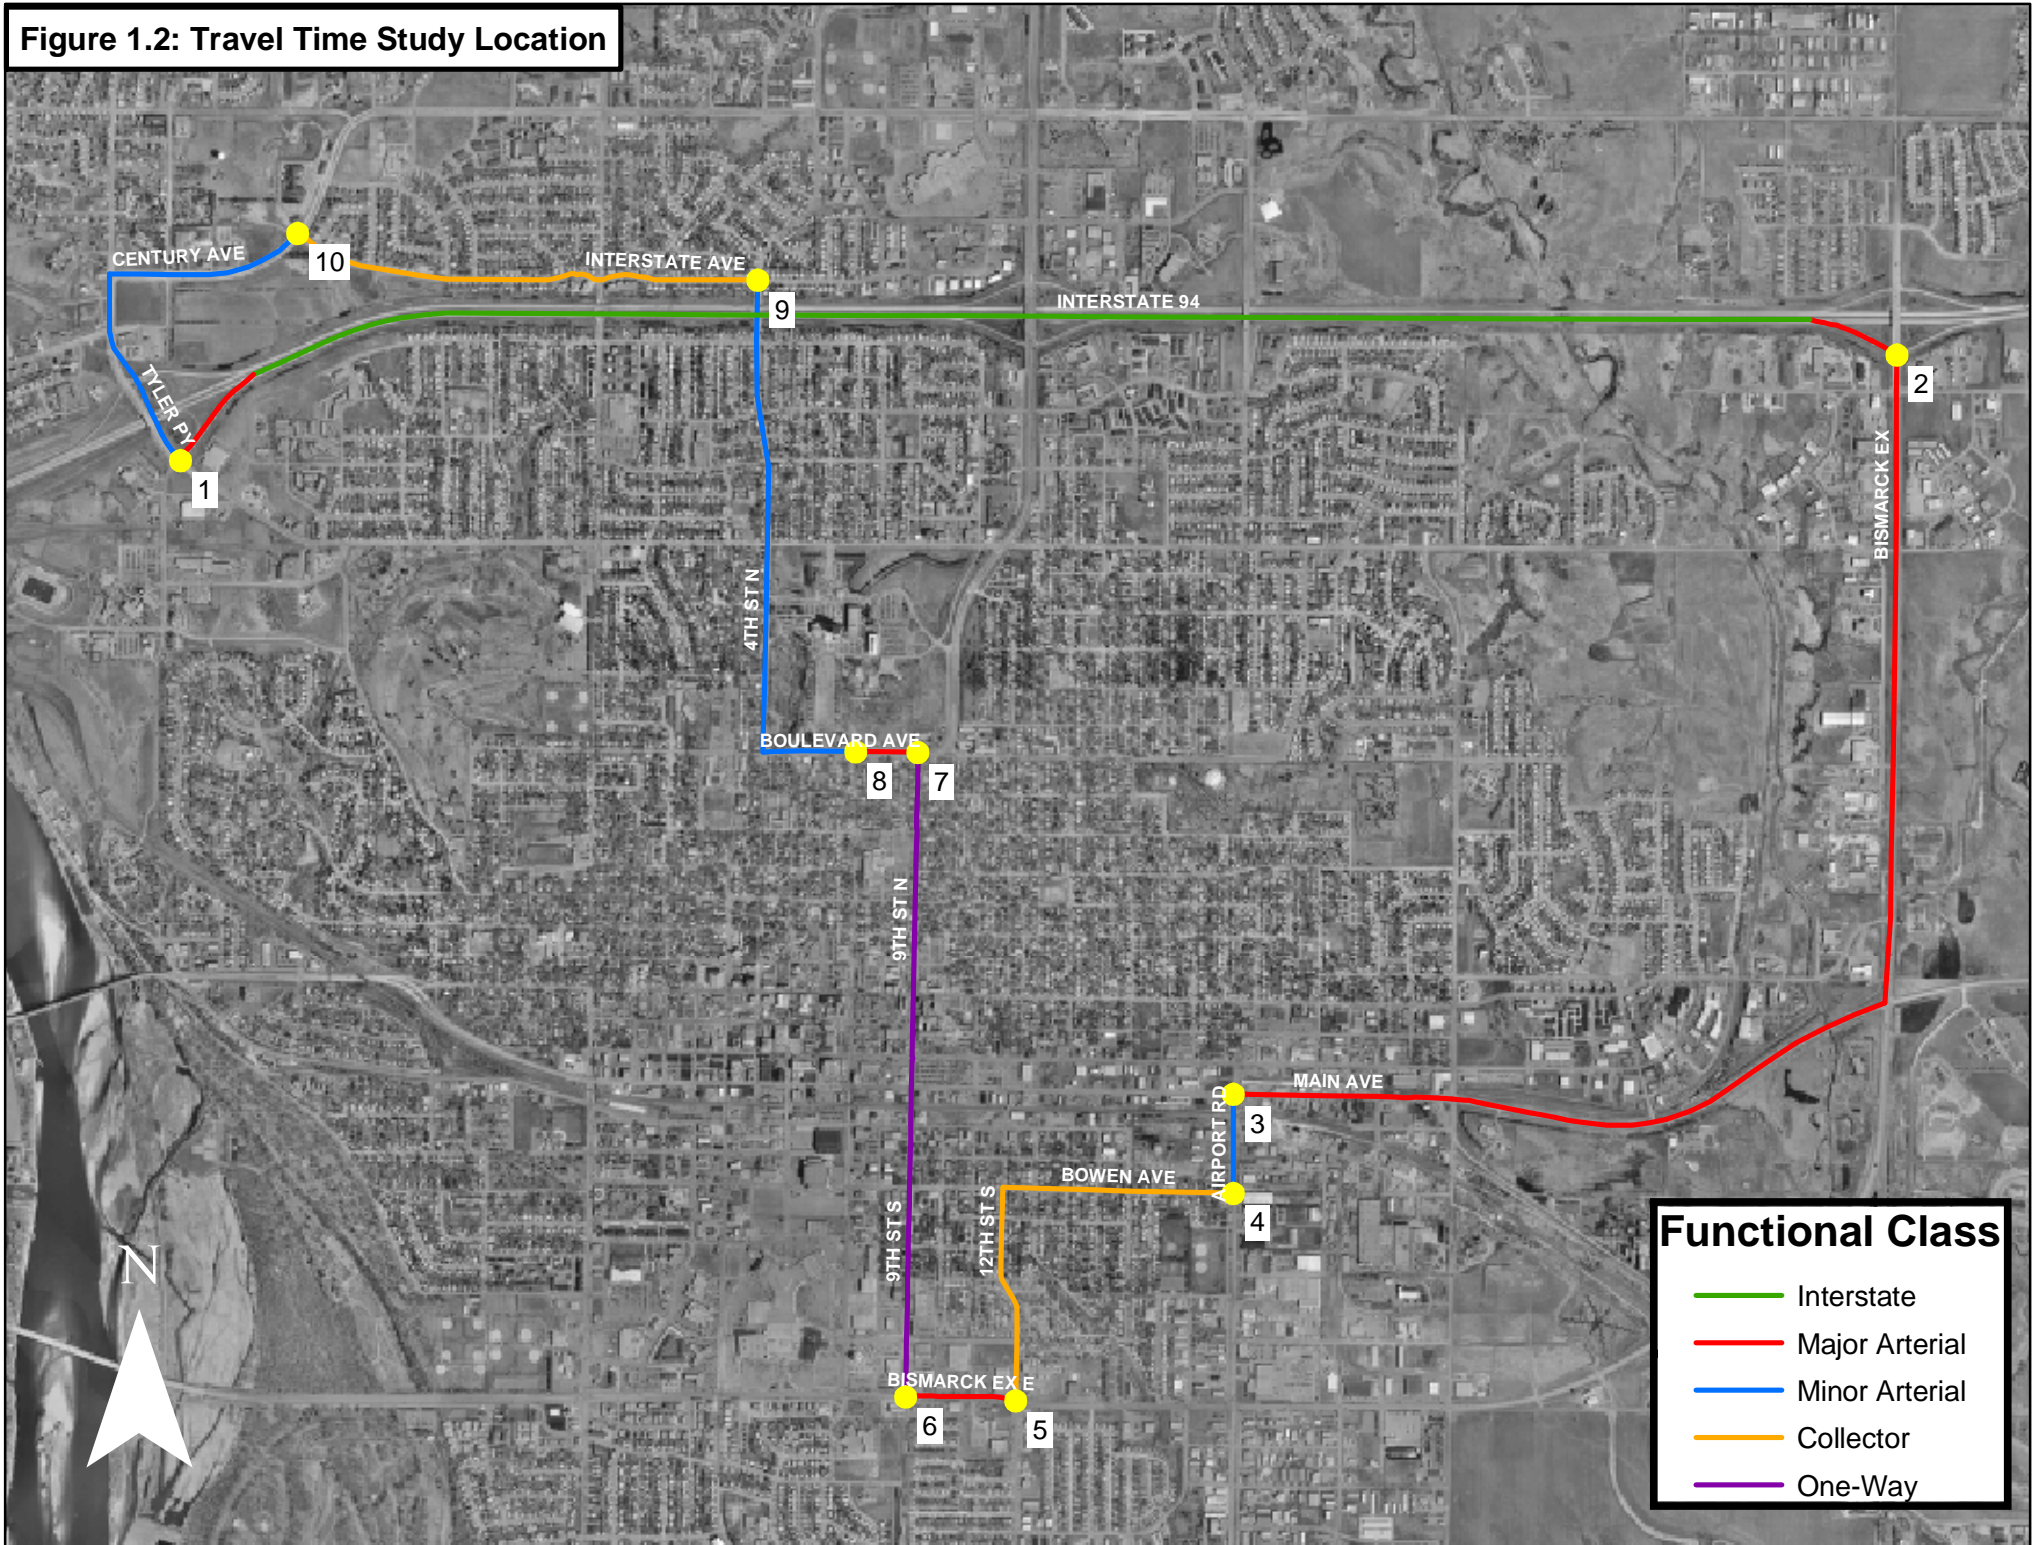 Figure 1.2: Travel Time Study Location
CENTURY AVE
10
INTERSTATE AVE
9
INTERSTATE 94
2
TYLER PY
1
BISMARCK EX
4TH ST N
BOULEVARD AVE
8
7
9TH ST N
MAIN AVE
AIRPORT RD
3
BOWEN AVE
4
9TH ST S
12TH ST S
BISMARCK EX E
6
5
N
Functional Class
Interstate
Major Arterial
Minor Arterial
Collector
One-Way